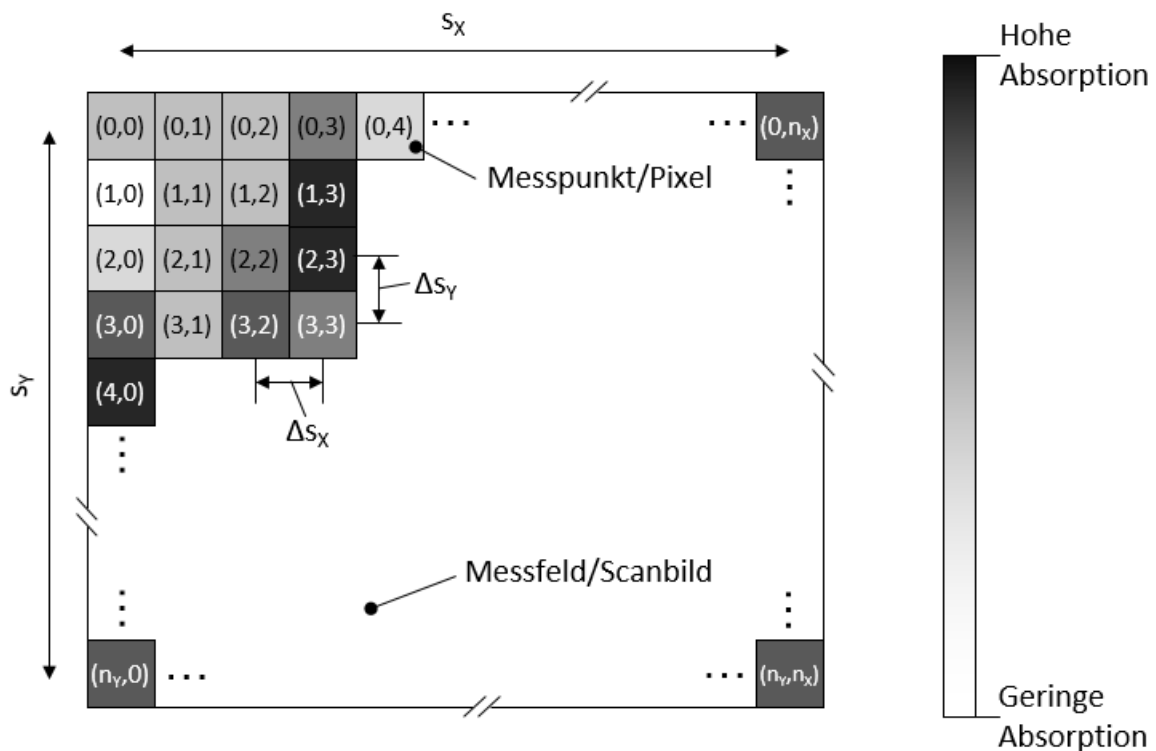 s_X
Hohe
Absorption
(0,0) (0,1) (0,2) (0,3) (0,4) ... ... (0,n_X)
Messpunkt/Pixel
(1,0) (1,1) (1,2) (1,3)
(2,0) (2,1) (2,2) (2,3)
Δs_Y
(3,0) (3,1) (3,2) (3,3)
s_Y
(4,0)
Δs_X
Messfeld/Scanbild
(n_Y,0) ... ... (n_Y,n_X)
Geringe
Absorption